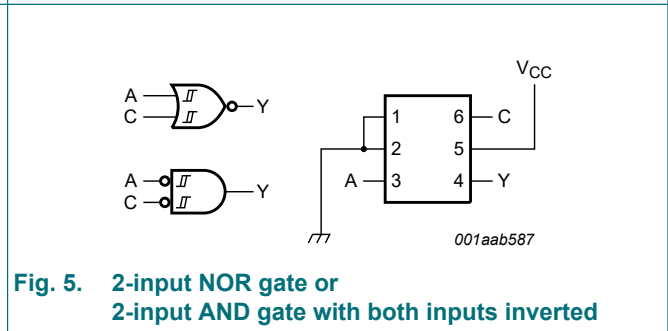 A
C
Y
A
C
Y
VCC
1
2
A 3
6 C
5
4 Y
001aab587
Fig. 5. 2-input NOR gate or
2-input AND gate with both inputs inverted